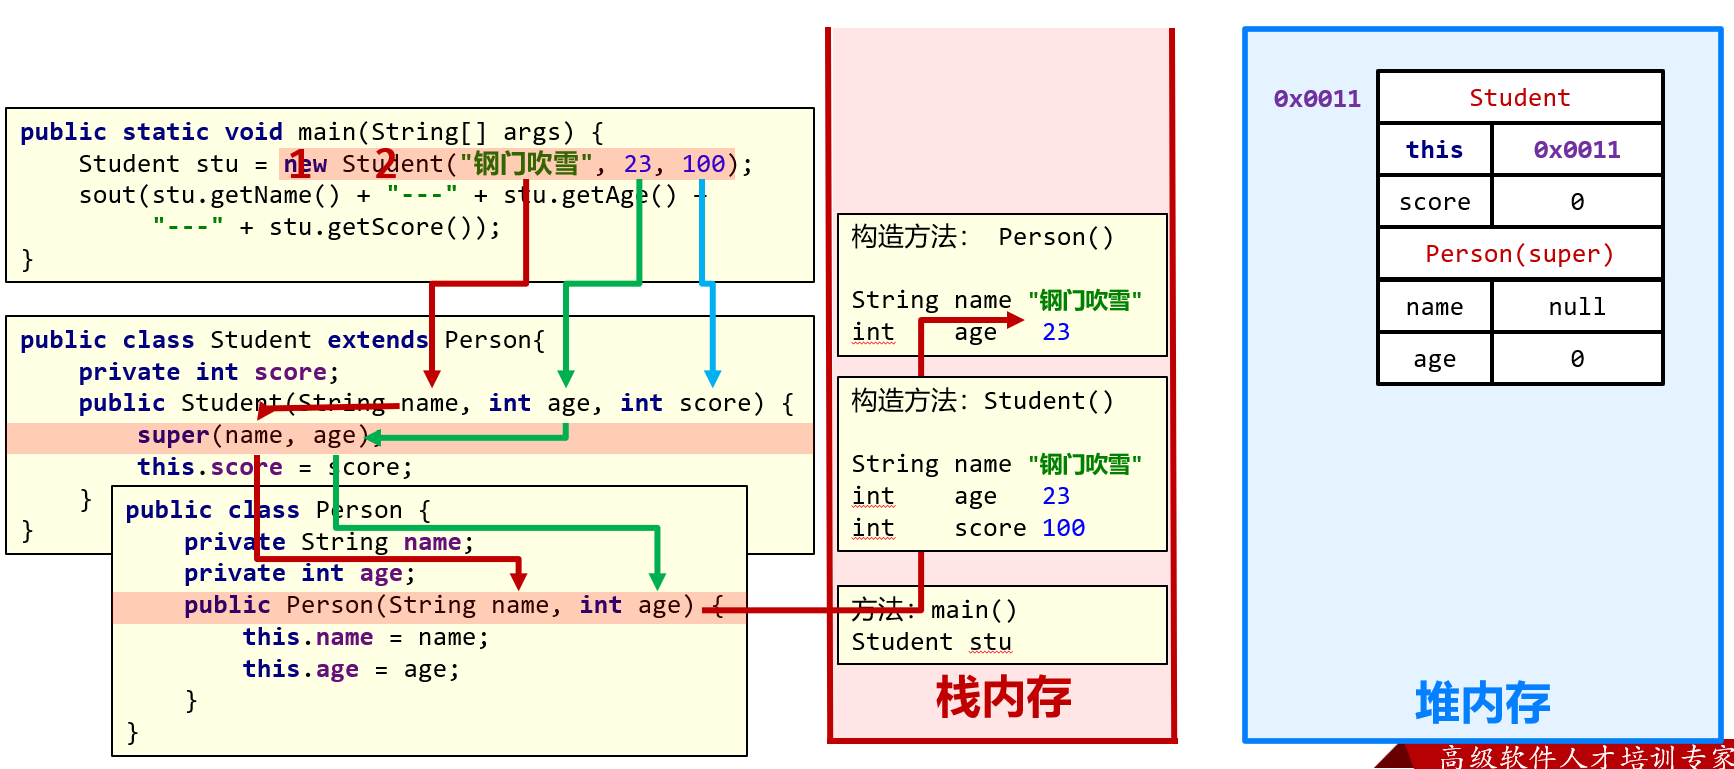 public static void main(String[] args) {
1 2
Student stu = new Student("钢门吹雪", 23, 100);
sout(stu.getName() + "---" + stu.getAge() +
"---" + stu.getScore());
}
public class Student extends Person{
private int score;
public Student(String name, int age, int score) {
super(name, age);
this.score = score;
}
}
public class Person {
private String name;
private int age;
public Person(String name, int age) {
this.name = name;
this.age = age;
}
}
构造方法： Person()
String name "钢门吹雪"
int age 23
构造方法：Student()
String name "钢门吹雪"
int age 23
int score 100
方法：main()
Student stu
栈内存
0x0011 Student
this 0x0011
score 0
Person(super)
name null
age 0
堆内存
高级软件人才培训专家